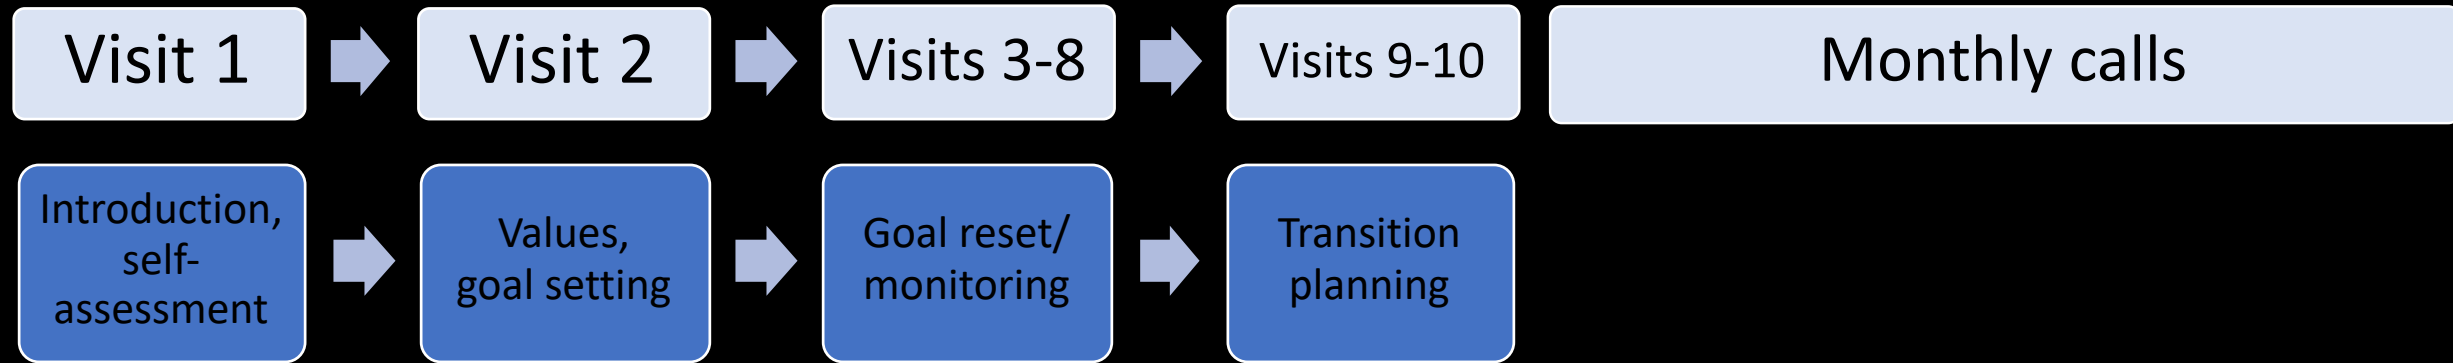 Visit 1
Visit 2
Visits 3-8
Visits 9-10
Monthly calls
Introduction,
self-
assessment
Values,
goal setting
Goal reset/
monitoring
Transition
planning